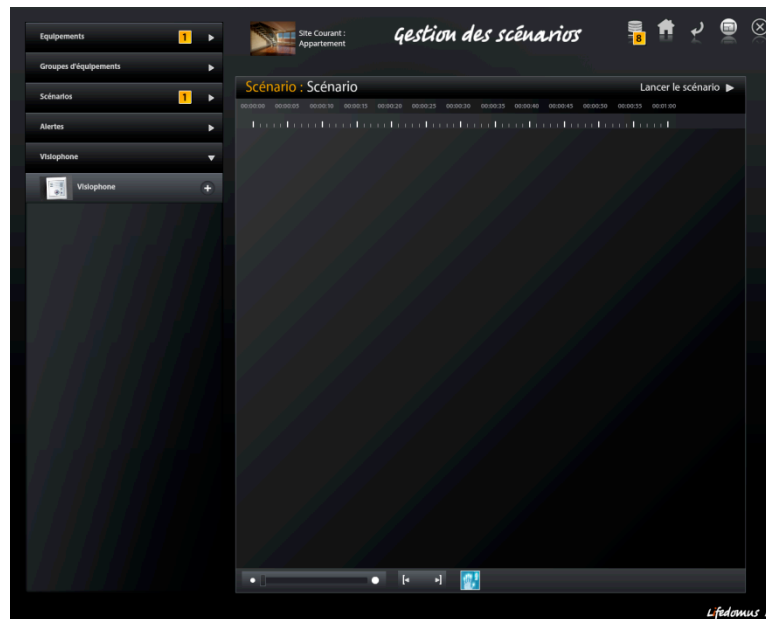 Equipements 1
Groupes d'équipements
Scénarios 1
Alertes
Visiophone
Visiophone
Site Courant :
Appartement
Gestion des scénarios
8
Scénario : Scénario
Lancer le scénario
00:00:00 00:00:05 00:00:10 00:00:15 00:00:20 00:00:25 00:00:30 00:00:35 00:00:40 00:00:45 00:00:50 00:00:55 00:01:00
Lifedomus